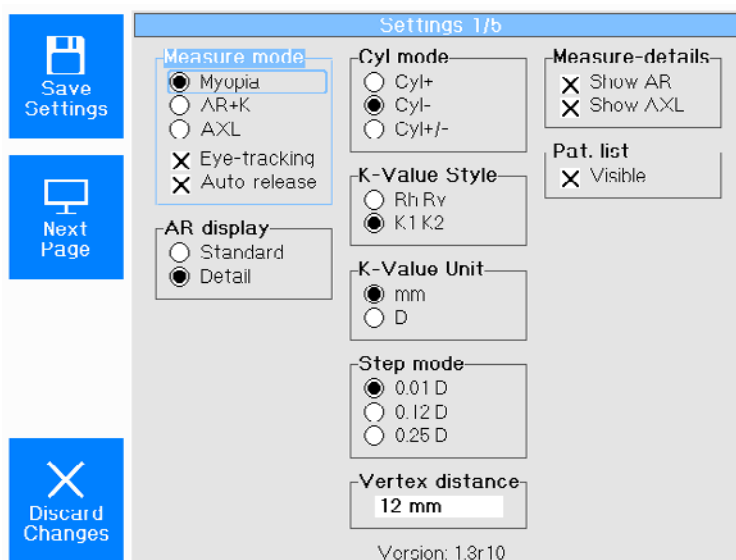 Settings 1/5
Save
Settings
Next
Page
Discard
Changes
Measure mode
Myopia
AR+K
AXL
Eye-tracking
Auto release
AR display
Standard
Detail
Cyl mode
Cyl+
Cyl-
Cyl+/-
K-Value Style
Rh Rv
K1 K2
K-Value Unit
mm
D
Step mode
0.01 D
0.12 D
0.25 D
Vertex distance
12 mm
Version: 1.3r10
Measure-details
Show AR
Show AXL
Pat. list
Visible